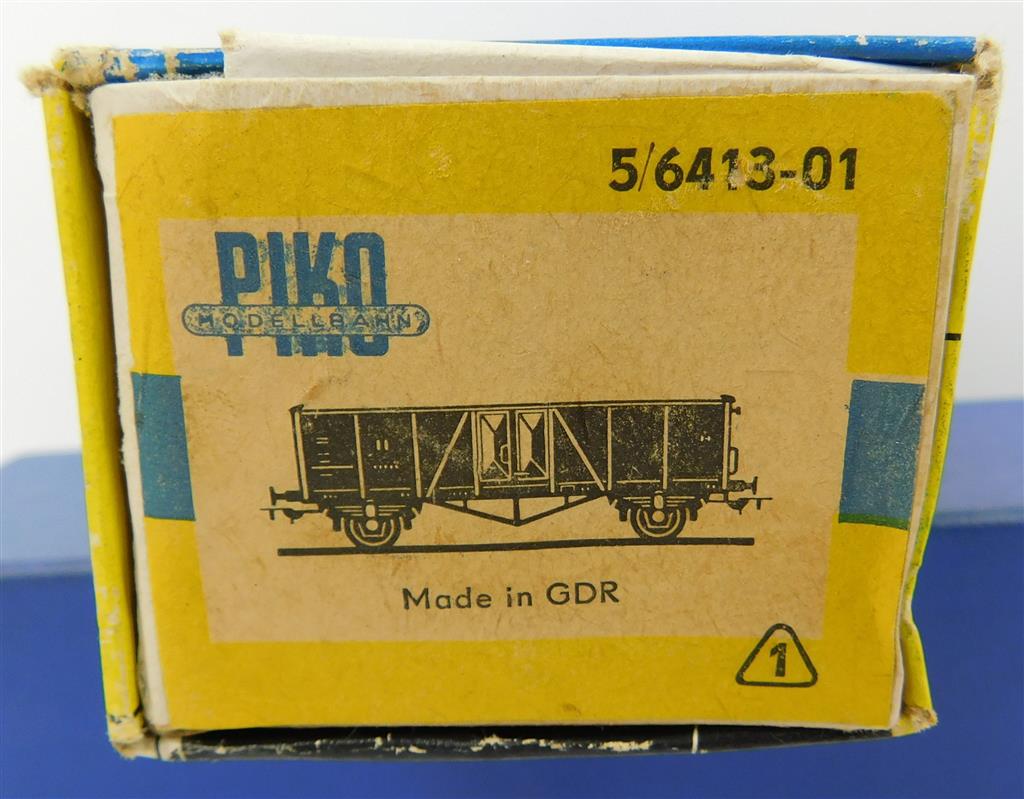 5/6413-01
PIKO
MODELLBAHN
Made in GDR
1